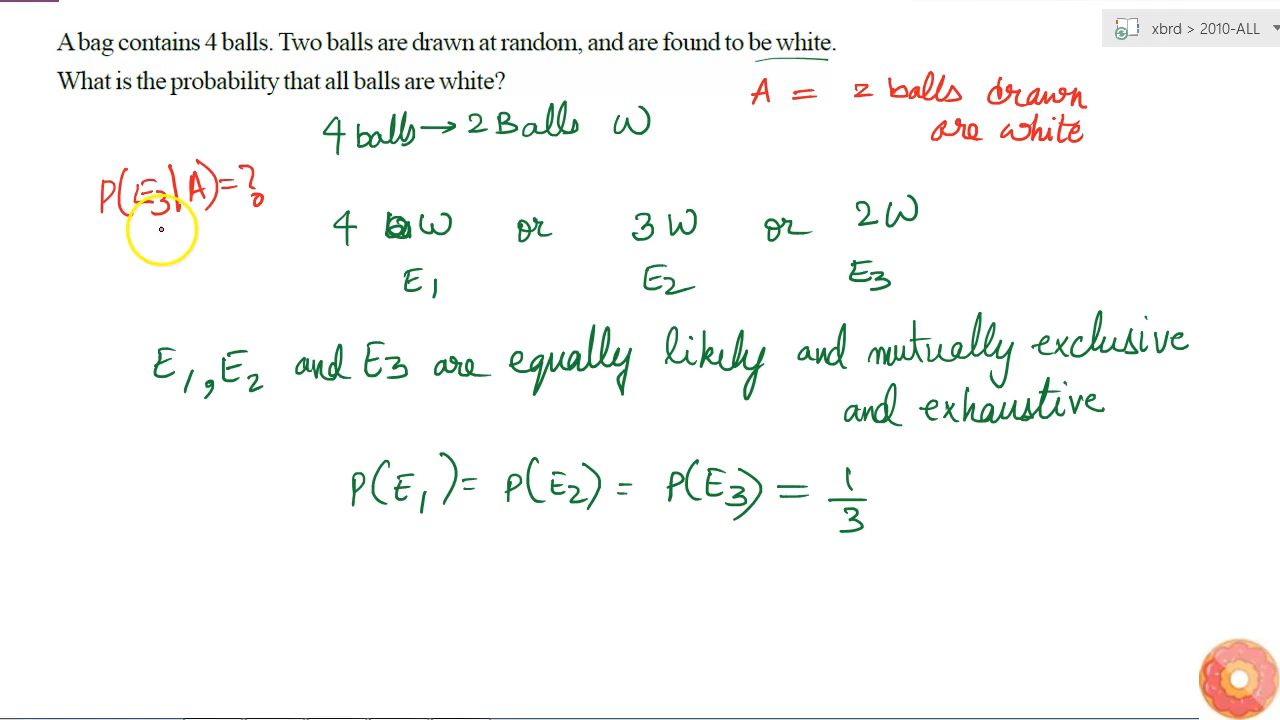 xbrd > 2010-ALL
A bag contains 4 balls. Two balls are drawn at random, and are found to be white.
What is the probability that all balls are white?
A = 2 balls drawn
are white
4 balls → 2 Balls W
P(E3|A)=?
4 W or 3 W or 2W
E1 E2 E3
E1, E2 and E3 are equally likely and mutually exclusive
and exhaustive
P(E1)= P(E2) = P(E3) = 1/3